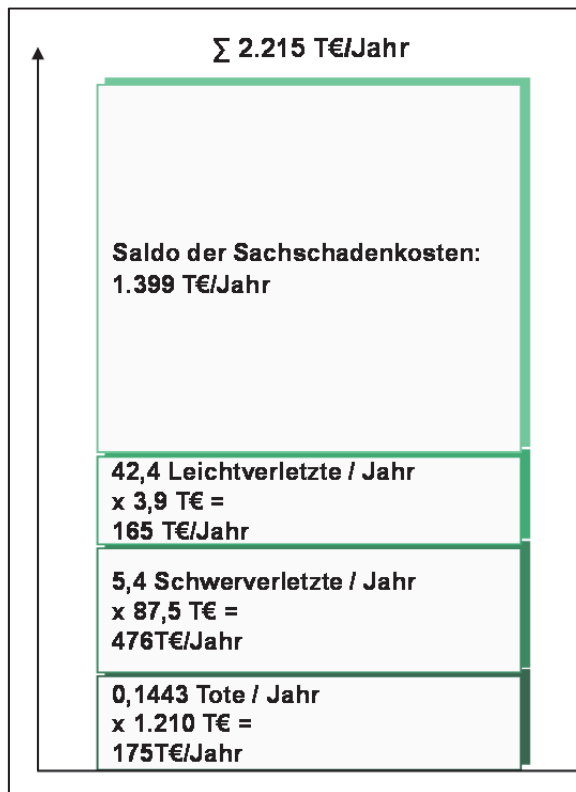 ∑ 2.215 T€/Jahr
Saldo der Sachschadenkosten:
1.399 T€/Jahr
42,4 Leichtverletzte / Jahr
x 3,9 T€ =
165 T€/Jahr
5,4 Schwerverletzte / Jahr
x 87,5 T€ =
476T€/Jahr
0,1443 Tote / Jahr
x 1.210 T€ =
175T€/Jahr